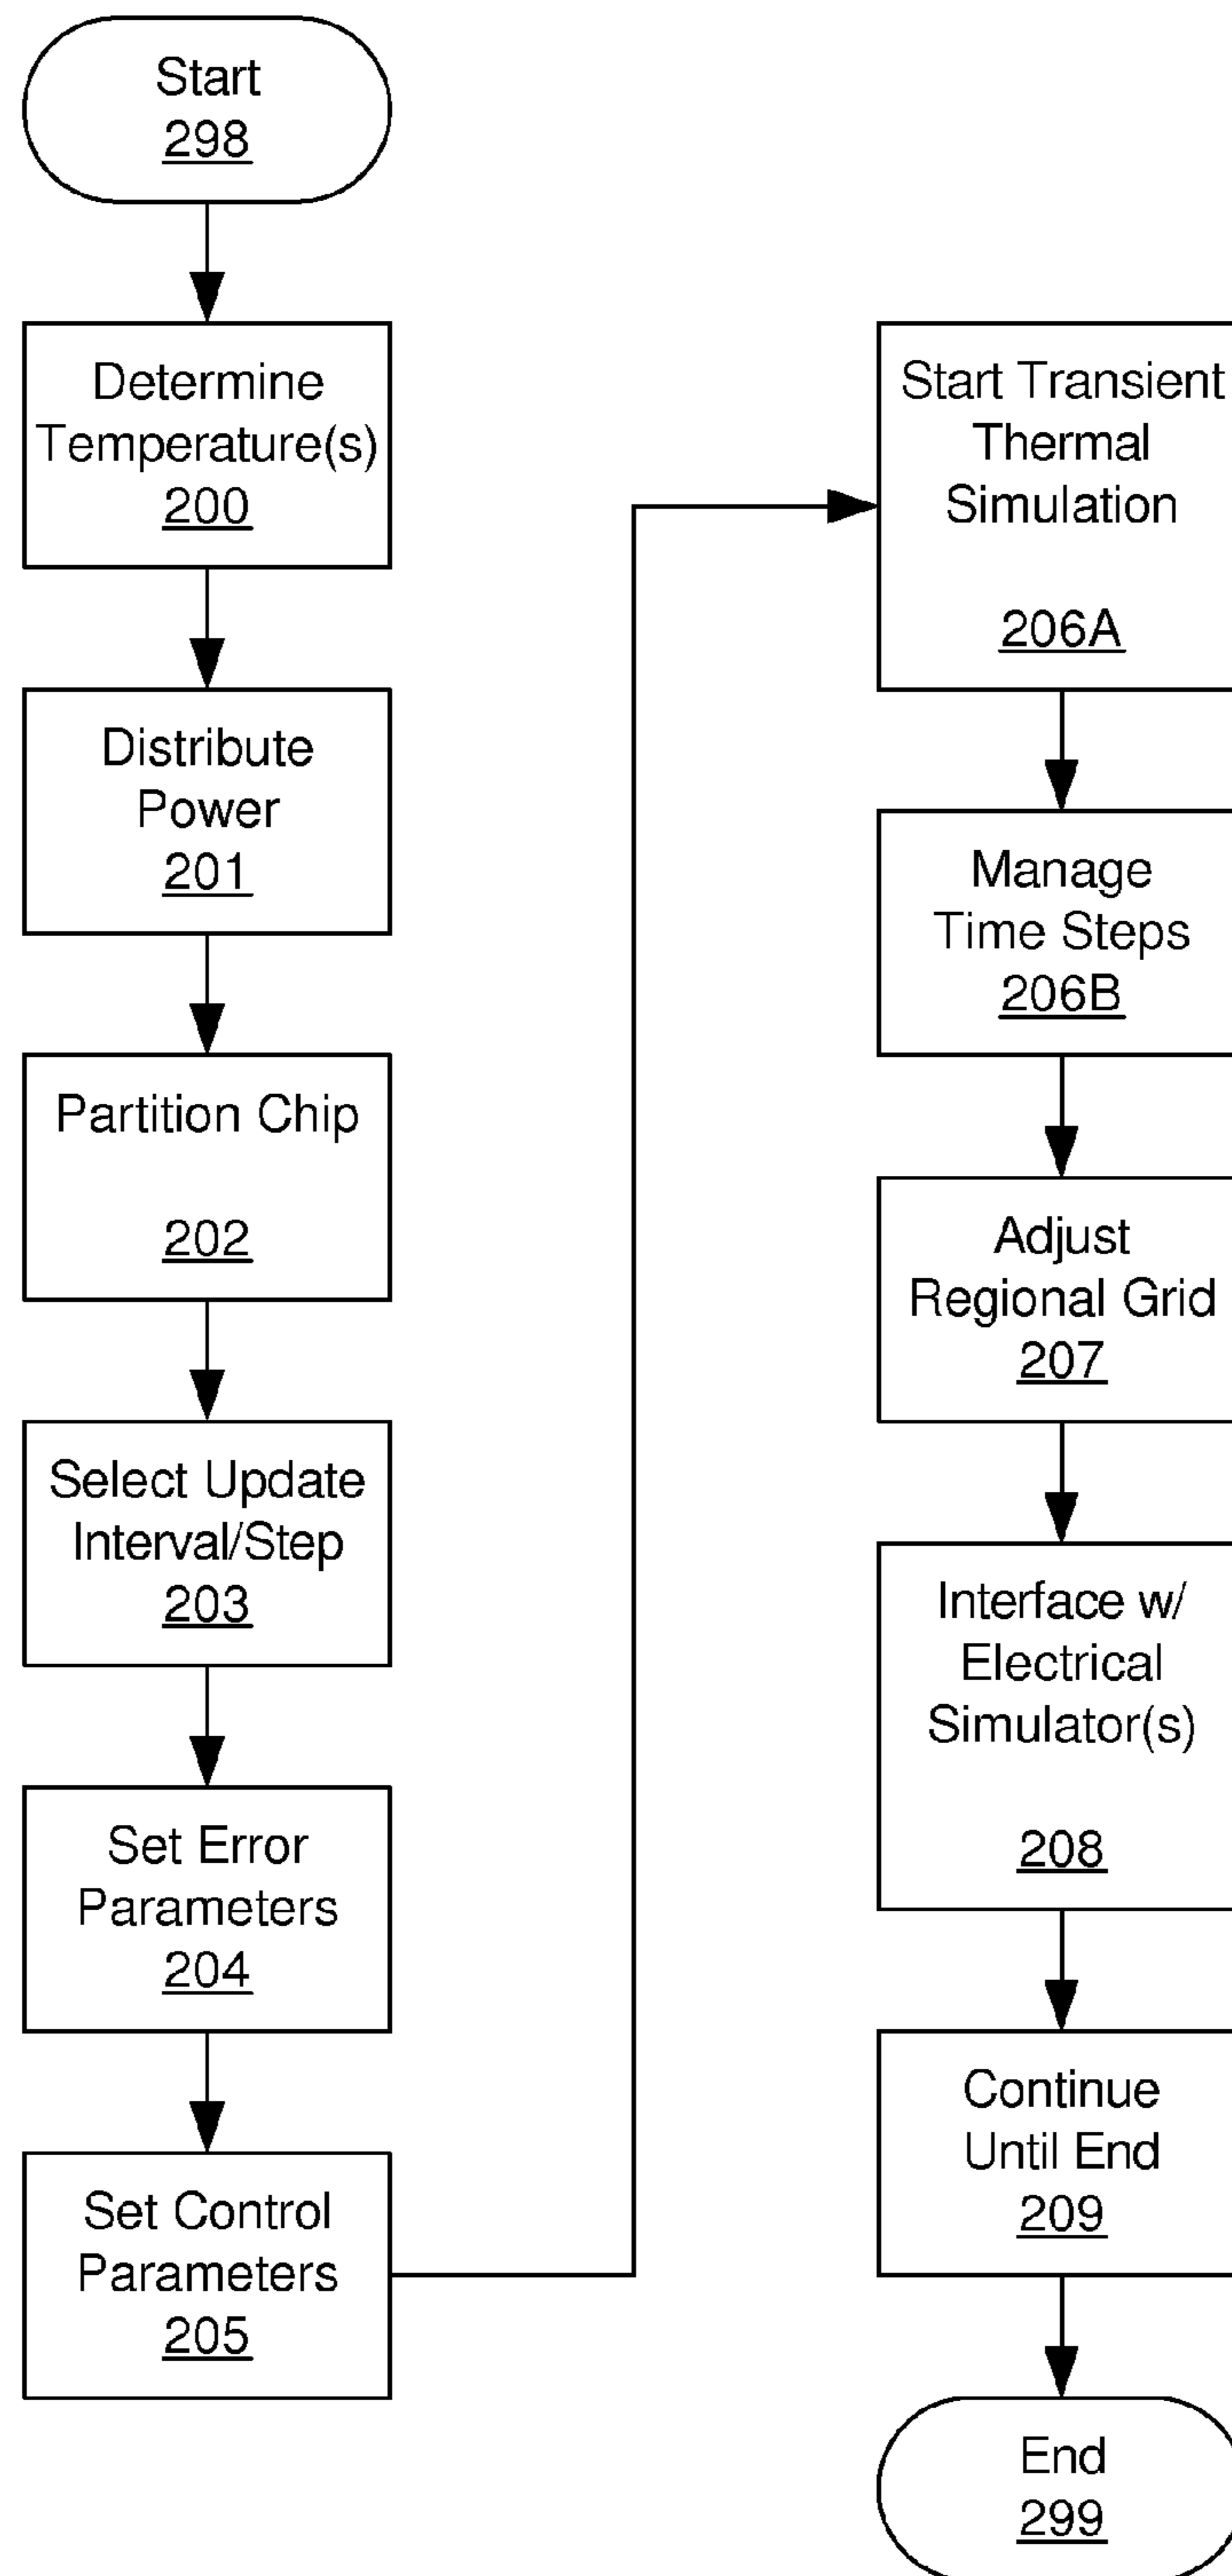 Start
298
Determine
Temperature(s)
200
Distribute
Power
201
Partition Chip
202
Select Update
Interval/Step
203
Set Error
Parameters
204
Set Control
Parameters
205
Start Transient
Thermal
Simulation
206A
Manage
Time Steps
206B
Adjust
Regional Grid
207
Interface w/
Electrical
Simulator(s)
208
Continue
Until End
209
End
299